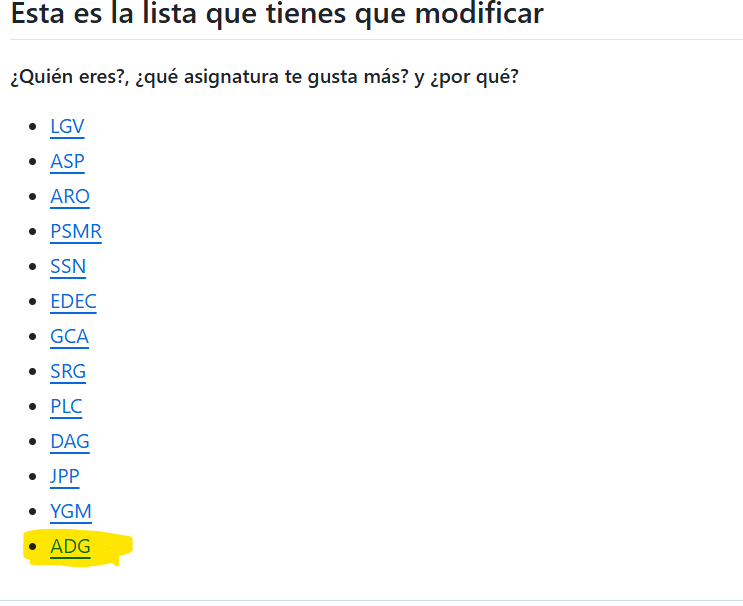 Esta es la lista que tienes que modificar
¿Quién eres?, ¿qué asignatura te gusta más? y ¿por qué?
LGV
ASP
ARO
PSMR
SSN
EDEC
GCA
SRG
PLC
DAG
JPP
YGM
ADG